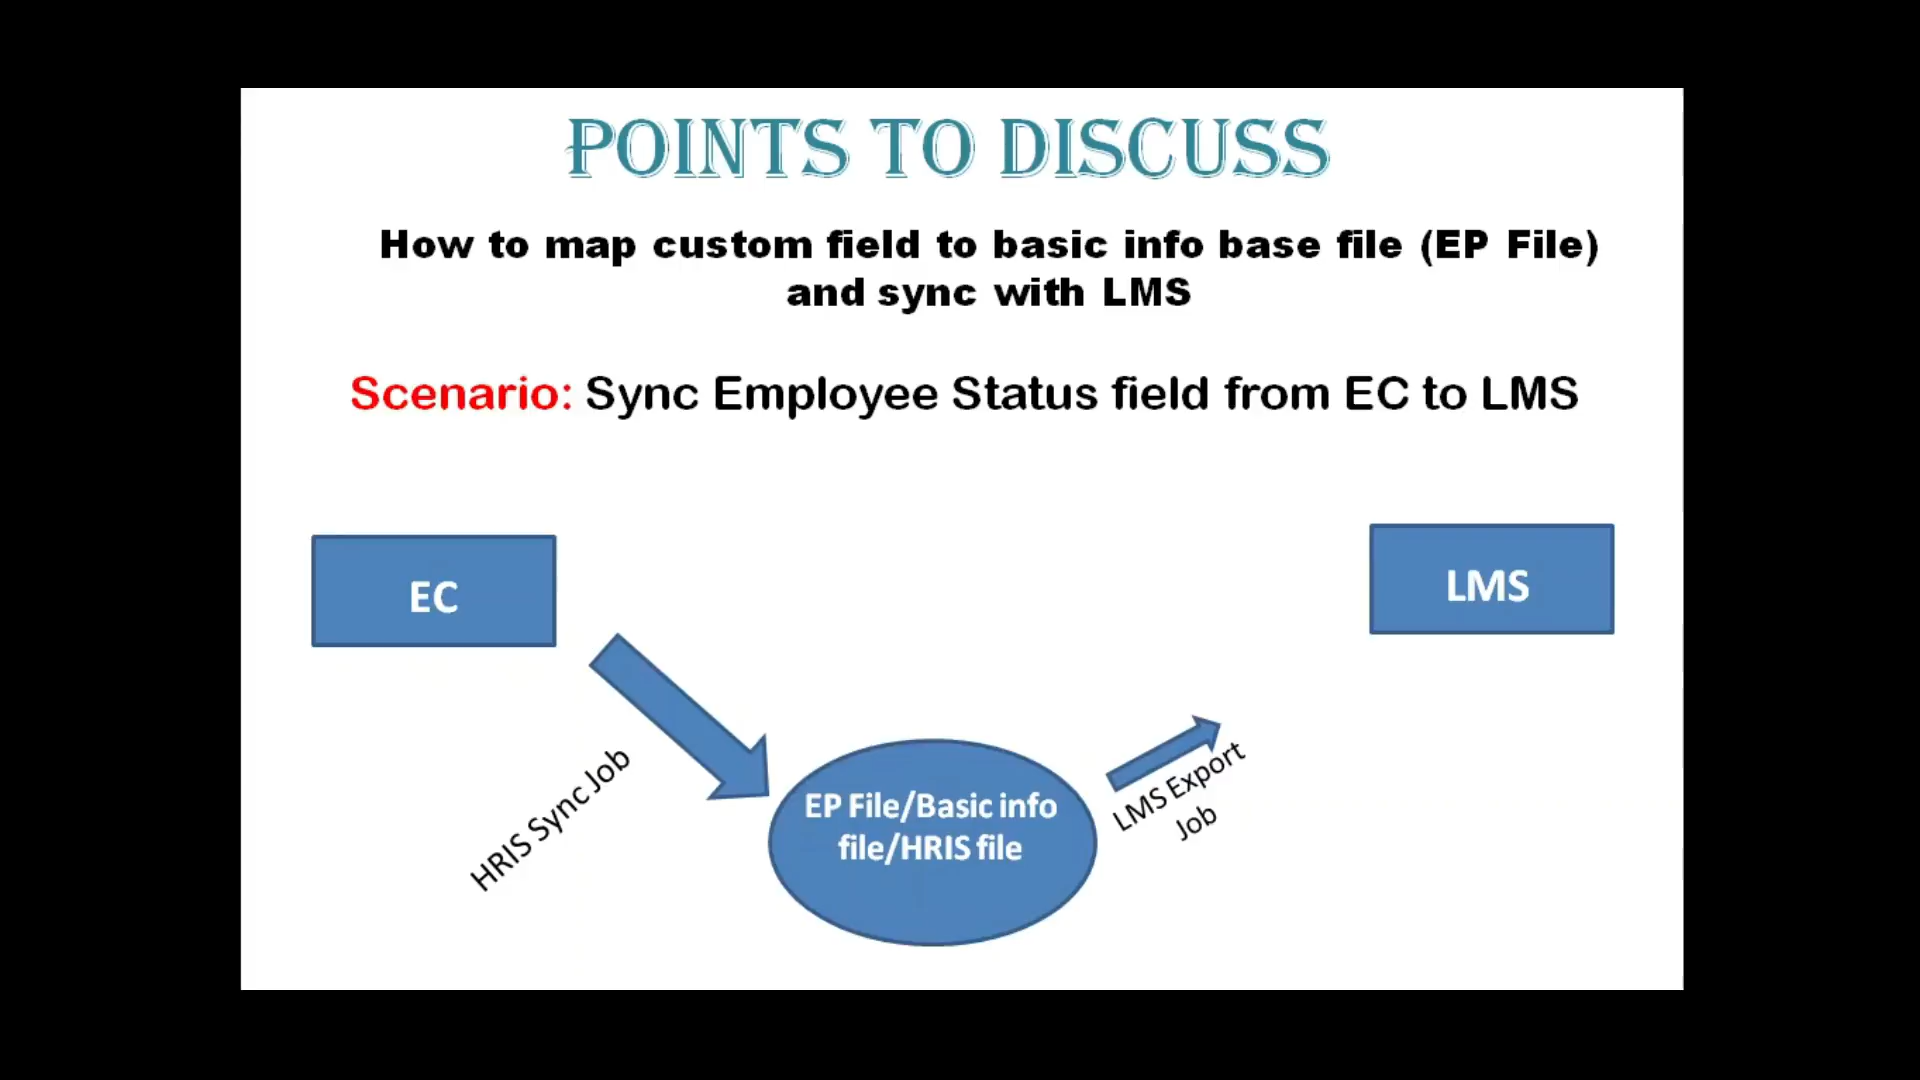 POINTS TO DISCUSS
How to map custom field to basic info base file (EP File)
and sync with LMS
Scenario: Sync Employee Status field from EC to LMS
EC
LMS
HRIS Sync Job
EP File/Basic info
file/HRIS file
LMS Export
Job